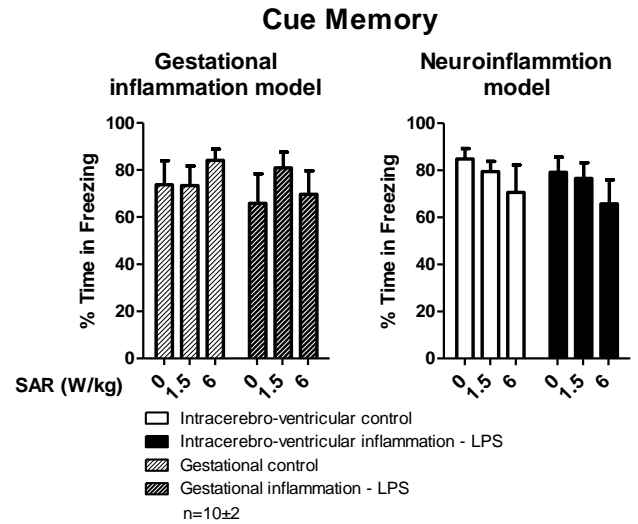 Cue Memory
Gestational
inflammation model
% Time in Freezing
100
80
60
40
20
0
0
1.5
6
0
1.5
6
Neuroinflammtion
model
% Time in Freezing
100
80
60
40
20
0
0
1.5
6
0
1.5
6
SAR (W/kg)
Intracerebro-ventricular control
Intracerebro-ventricular inflammation - LPS
Gestational control
Gestational inflammation - LPS
n=10±2